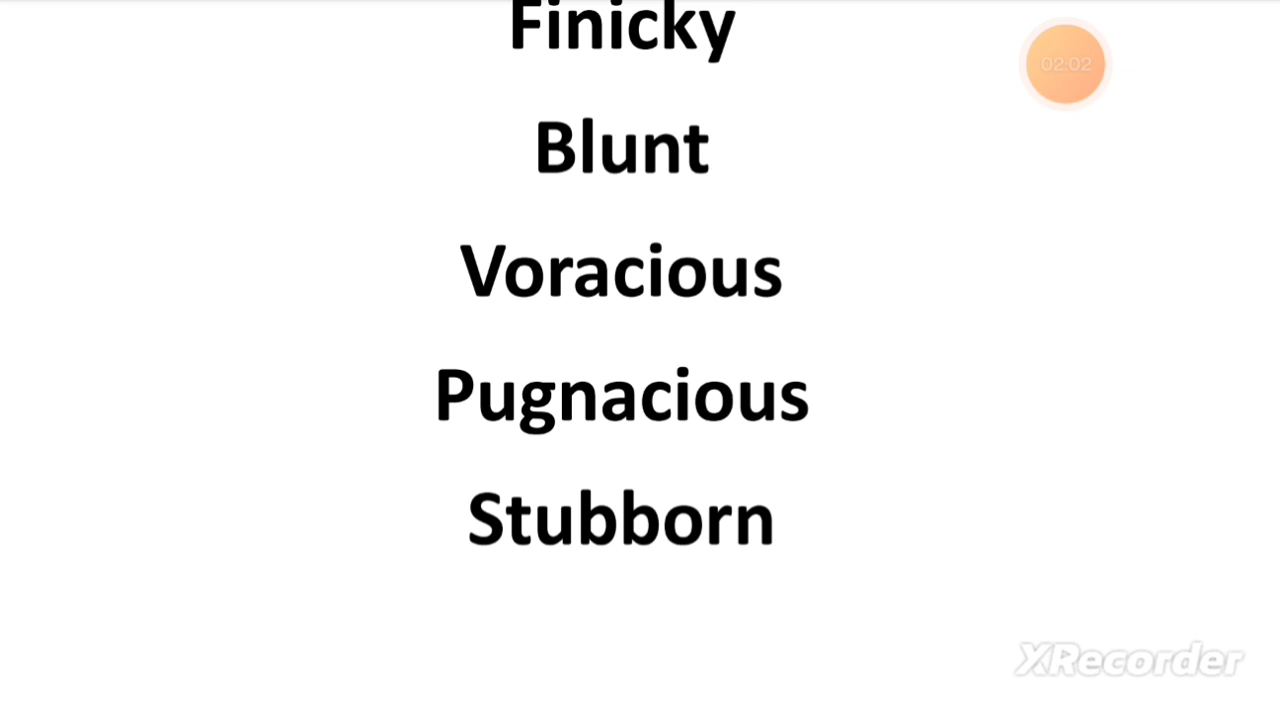 Finicky
02:02
Blunt
Voracious
Pugnacious
Stubborn
XRecorder